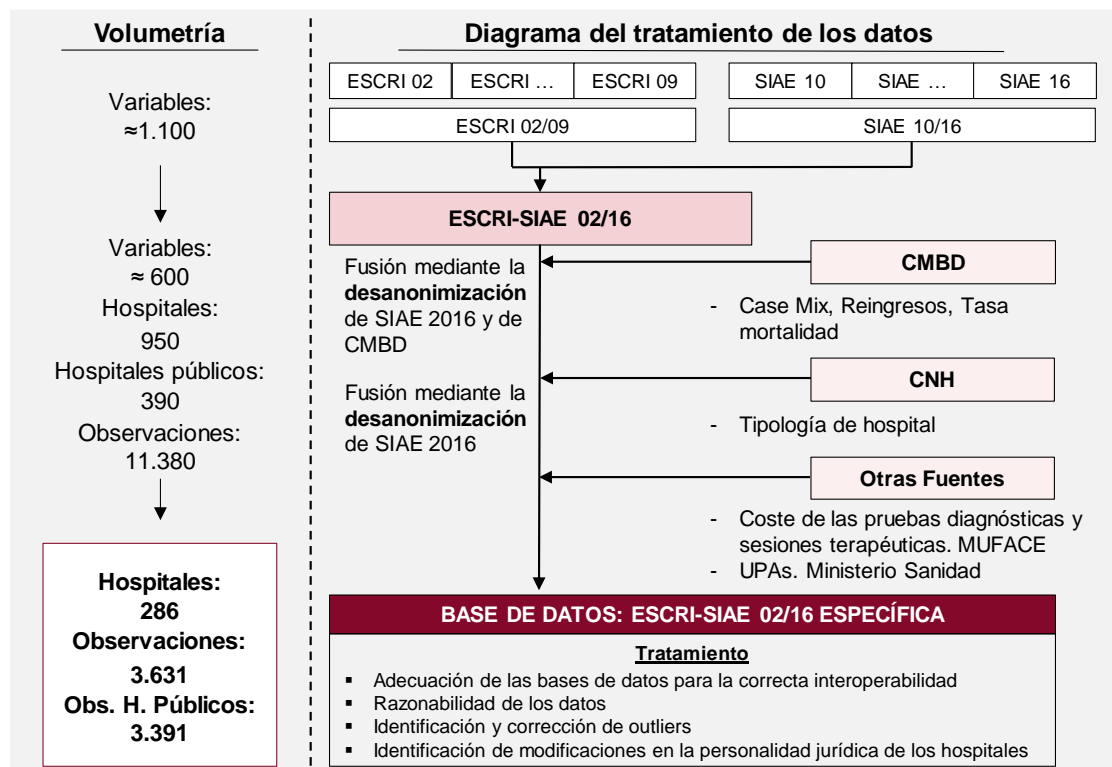 Volumetría
Variables:
≈1.100
Variables:
≈ 600
Hospitales:
950
Hospitales públicos:
390
Observaciones:
11.380
Hospitales:
286
Observaciones:
3.631
Obs. H. Públicos:
3.391
Diagrama del tratamiento de los datos
ESCRI 02
ESCRI …
ESCRI 09
SIAE 10
SIAE …
SIAE 16
ESCRI 02/09
SIAE 10/16
ESCRI-SIAE 02/16
Fusión mediante la
desanonimización
de SIAE 2016 y de
CMBD
CMBD
- Case Mix, Reingresos, Tasa
mortalidad
Fusión mediante la
desanonimización
de SIAE 2016
CNH
- Tipología de hospital
Otras Fuentes
- Coste de las pruebas diagnósticas y
sesiones terapéuticas. MUFACE
- UPAs. Ministerio Sanidad
BASE DE DATOS: ESCRI-SIAE 02/16 ESPECÍFICA
Tratamiento
▪ Adecuación de las bases de datos para la correcta interoperabilidad
▪ Razonabilidad de los datos
▪ Identificación y corrección de outliers
▪ Identificación de modificaciones en la personalidad jurídica de los hospitales